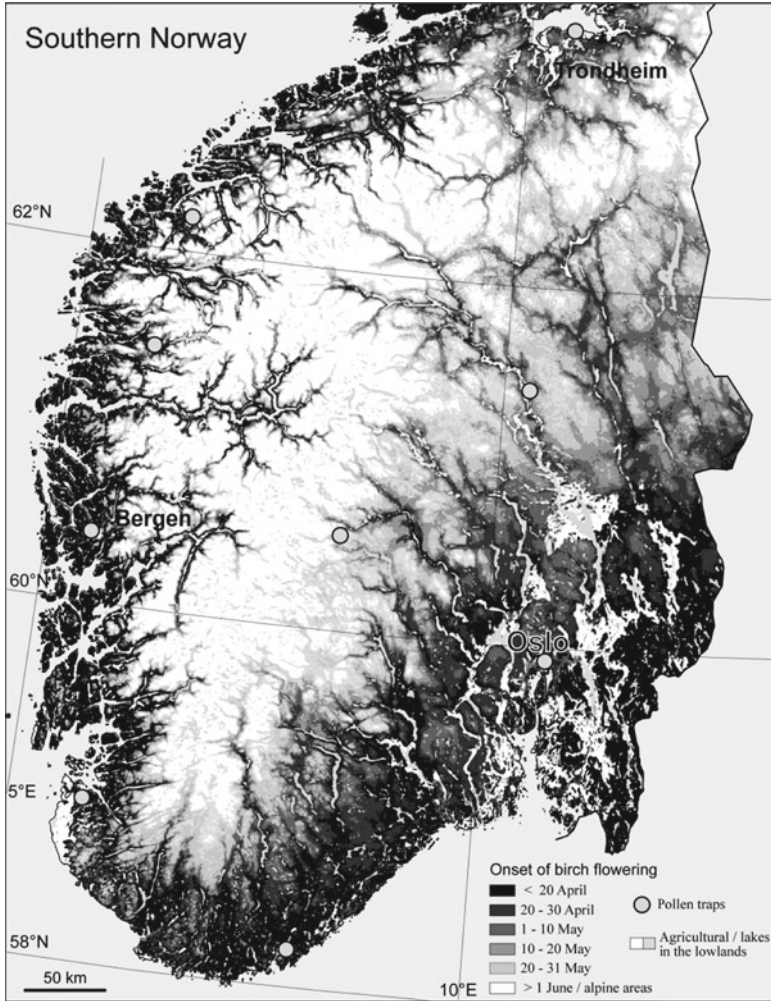 Southern Norway
Trondheim
62°N
Bergen
60°N
Oslo
5°E
58°N
50 km
10°E
Onset of birch flowering
< 20 April
20 - 30 April
1 - 10 May
10 - 20 May
20 - 31 May
> 1 June / alpine areas
Pollen traps
Agricultural / lakes
in the lowlands